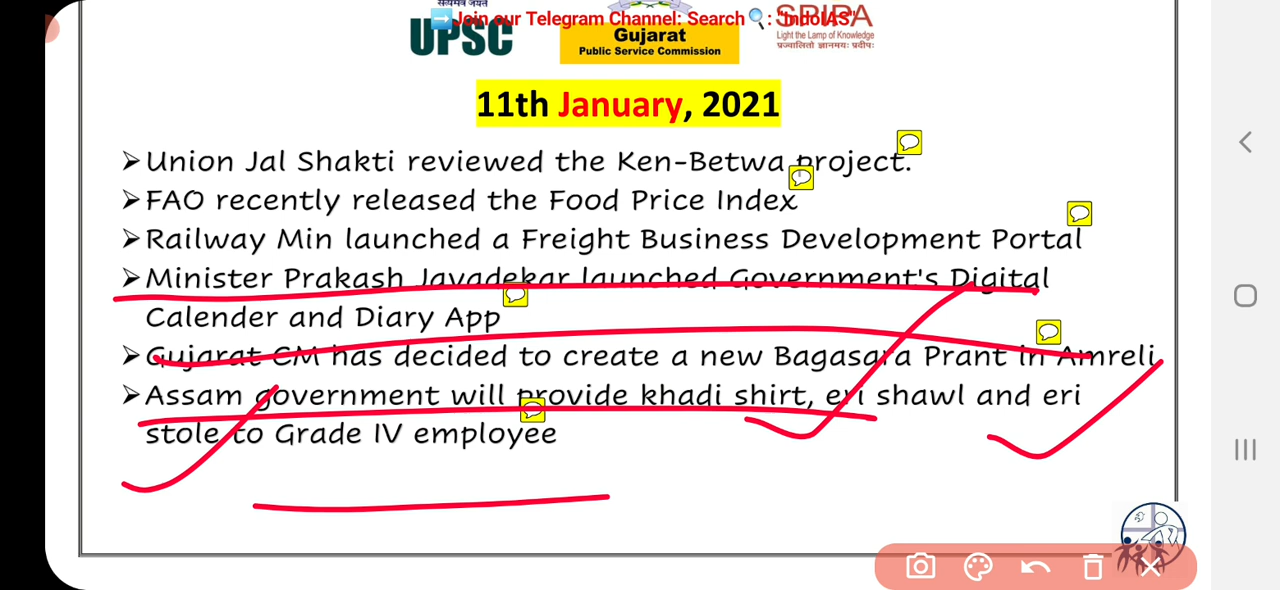 सत्यमेव जयते
➡Join our Telegram Channel: Search🔍: "IndoIAS"
UPSC
Gujarat
Public Service Commission
SPIPA
Light the Lamp of Knowledge
प्रज्वालितो ज्ञानमयः प्रदीपः
11th January, 2021
➢Union Jal Shakti reviewed the Ken-Betwa project.
➢FAO recently released the Food Price Index
➢Railway Min launched a Freight Business Development Portal
➢Minister Prakash Javadekar launched Government's Digital
Calender and Diary App
➢Gujarat CM has decided to create a new Bagasara Prant in Amreli
➢Assam government will provide khadi shirt, eri shawl and eri
stole to Grade IV employee